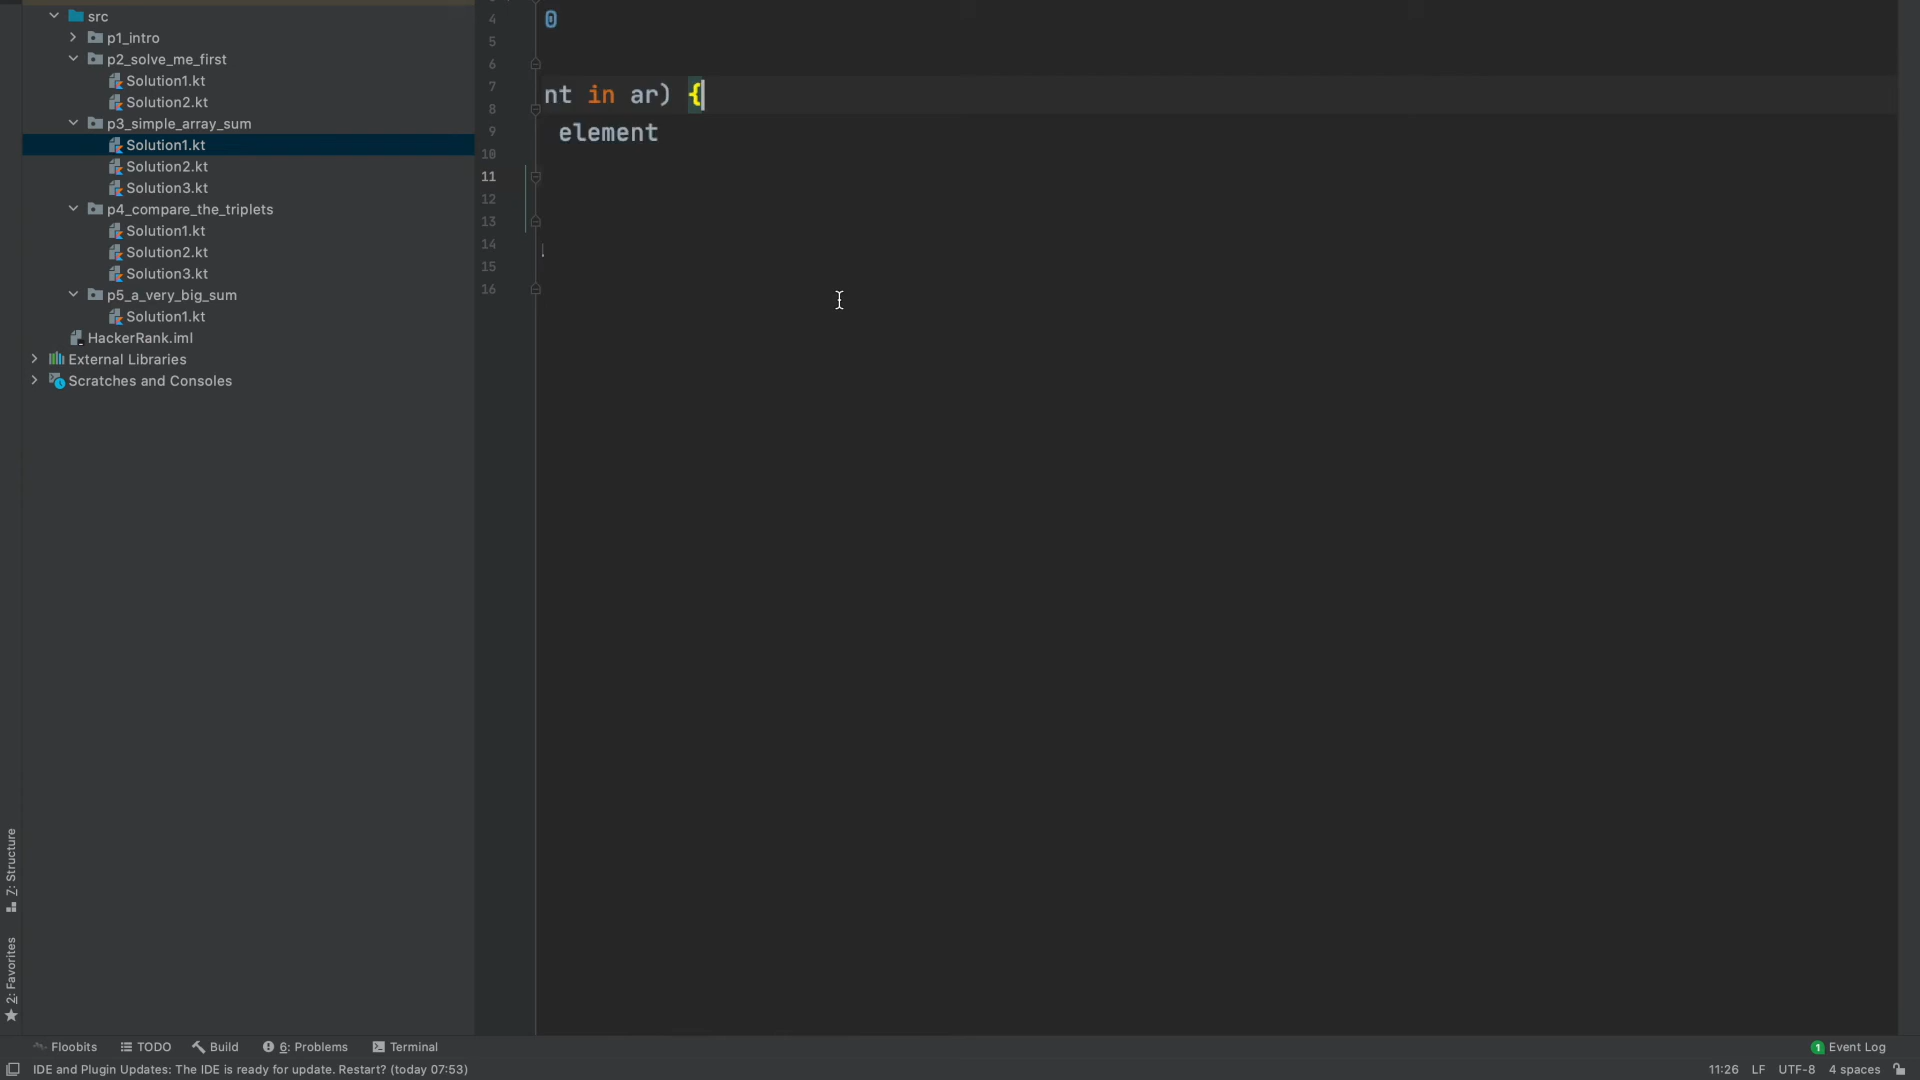 src
p1_intro
p2_solve_me_first
Solution1.kt
Solution2.kt
p3_simple_array_sum
Solution1.kt
Solution2.kt
Solution3.kt
p4_compare_the_triplets
Solution1.kt
Solution2.kt
Solution3.kt
p5_a_very_big_sum
Solution1.kt
HackerRank.iml
External Libraries
Scratches and Consoles
4
5
6
7
8
9
10
11
12
13
14
15
16
0
nt in ar) {
element
Z: Structure
2: Favorites
Floobits
TODO
Build
6: Problems
Terminal
1 Event Log
IDE and Plugin Updates: The IDE is ready for update. Restart? (today 07:53)
11:26 LF UTF-8 4 spaces